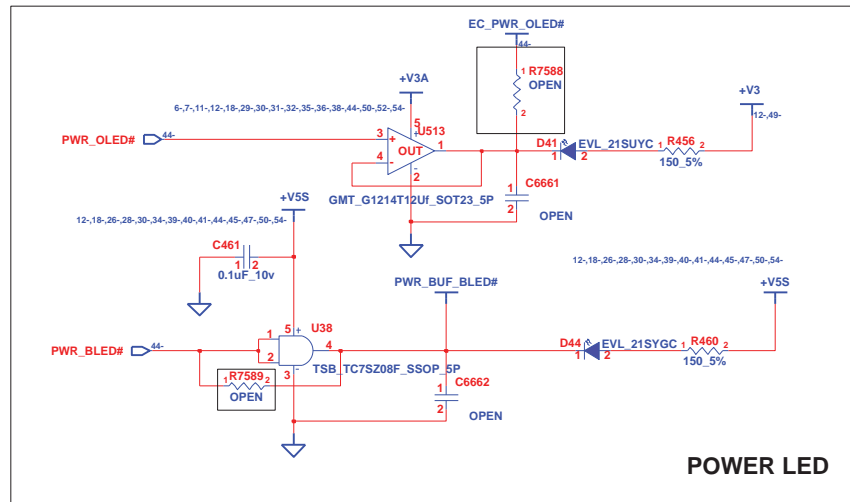 EC_PWR_OLED#
44-
1 R7588
OPEN
2
+V3A
6-,7-,11-,12-,18-,29-,30-,31-,32-,35-,36-,38-,44-,50-,52-,54-
+V3
12-,49-
PWR_OLED# 44-
5 U513
3 + +
OUT 1
4 - -
2
GMT_G1214T12Uf_SOT23_5P
D41 EVL_21SUYC
1 2
R456
1 2
150_5%
C6661
1
2
OPEN
+V5S
12-,18-,26-,28-,30-,34-,39-,40-,41-,44-,45-,47-,50-,54-
C461
1 2
0.1uF_10v
PWR_BUF_BLED#
12-,18-,26-,28-,30-,34-,39-,40-,41-,44-,45-,47-,50-,54-
+V5S
PWR_BLED# 44-
5 + U38
1
2
4
3 -
TSB_TC7SZ08F_SSOP_5P
1 R7589 2
OPEN
D44 EVL_21SYGC
1 2
R460
1 2
150_5%
C6662
1
2
OPEN
POWER LED